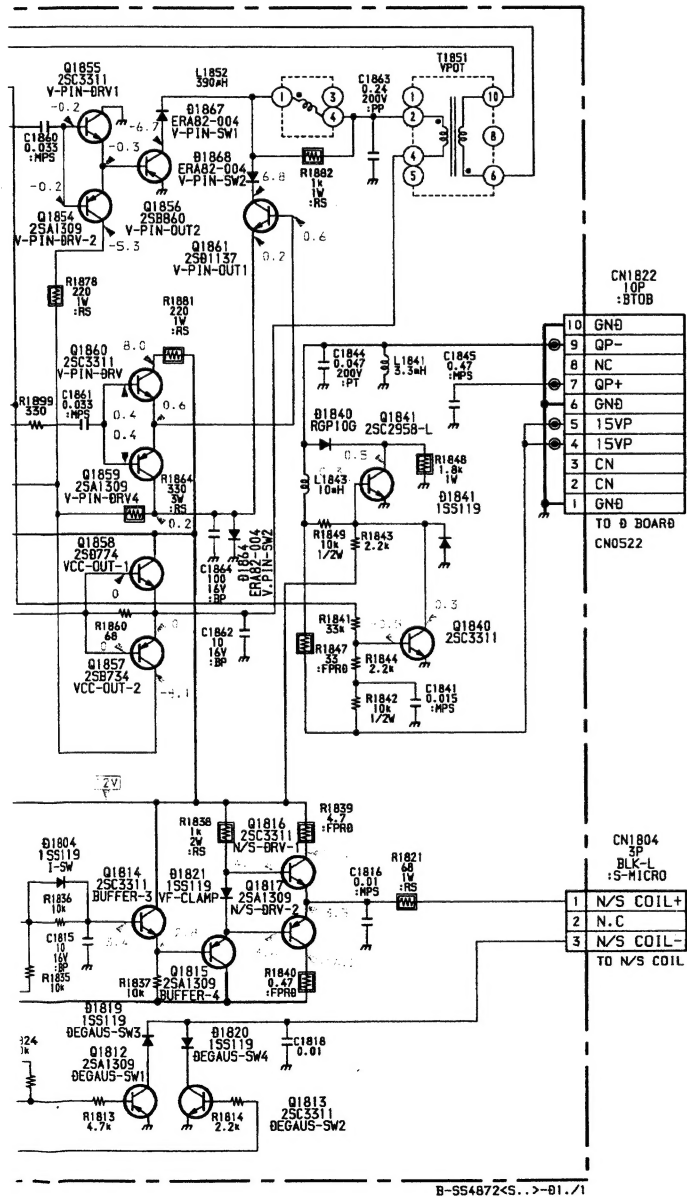 Q1855
2SC3311
V-PIN-DRV1
-0.2
C1860
0.033
:MPS
-0.3
-6.7
-0.2
Q1854
2SA1309
V-PIN-DRV-2
-5.3
Q1856
2SB860
V-PIN-OUT2
L1852
390µH
D1867
ERA82-004
V-PIN-SW1
D1868
ERA82-004
V-PIN-SW2
6.8
Q1861
2SD1137
V-PIN-OUT1
0.2
0.6
1
3
4
R1882
1k
1W
:RS
C1863
0.24
200V
:PP
T1851
VPOT
1
2
4
5
10
8
6
R1878
220
1W
:RS
R1881
220
1W
:RS
8.0
Q1860
2SC3311
V-PIN-DRV
R1899
330
C1861
0.033
:MPS
0.4
0.6
0.4
Q1859
2SA1309
V-PIN-DRV4
R1864
330
3W
:RS
0.2
Q1858
2SD774
VCC-OUT-1
0
C1864
100
16V
:BP
D1864
ERA82-004
V.PIN-SW2
R1860
68
Q1857
2SB734
VCC-OUT-2
C1862
10
16V
:BP
C1844
0.047
200V
:PT
L1841
3.3mH
C1845
0.47
:MPS
D1840
RGP10G
Q1841
2SC2958-L
0.5
R1848
1.8k
1W
L1843
10mH
D1841
1SS119
R1849
10k
1/2W
R1843
2.2k
R1841
33k
0.3
Q1840
2SC3311
R1847
33
:FPRD
R1844
2.2k
R1842
10k
1/2W
C1841
0.015
:MPS
CN1822
10P
:BTOB
10 GND
9 QP-
8 NC
7 QP+
6 GND
5 15VP
4 15VP
3 CN
2 CN
1 GND
TO D BOARD
CN0522
D1804
1SS119
I-SW
R1836
10k
C1815
10
16V
:BP
R1835
10k
Q1814
2SC3311
BUFFER-3
R1837
10k
D1821
1SS119
VF-CLAMP
Q1815
2SA1309
BUFFER-4
R1838
1k
2W
:RS
Q1816
2SC3311
N/S-DRV-1
Q1817
2SA1309
N/S-DRV-2
R1839
4.7
:FPRD
R1840
0.47
:FPRD
C1816
0.01
:MPS
R1821
68
1W
:RS
CN1804
3P
BLK-L
:S-MICRO
1 N/S COIL+
2 N.C
3 N/S COIL-
TO N/S COIL
D1819
1SS119
DEGAUS-SW3
Q1812
2SA1309
DEGAUS-SW1
D1820
1SS119
DEGAUS-SW4
C1818
0.01
R1813
4.7k
R1814
2.2k
Q1813
2SC3311
DEGAUS-SW2
B-SS4872<S..>-D1./1